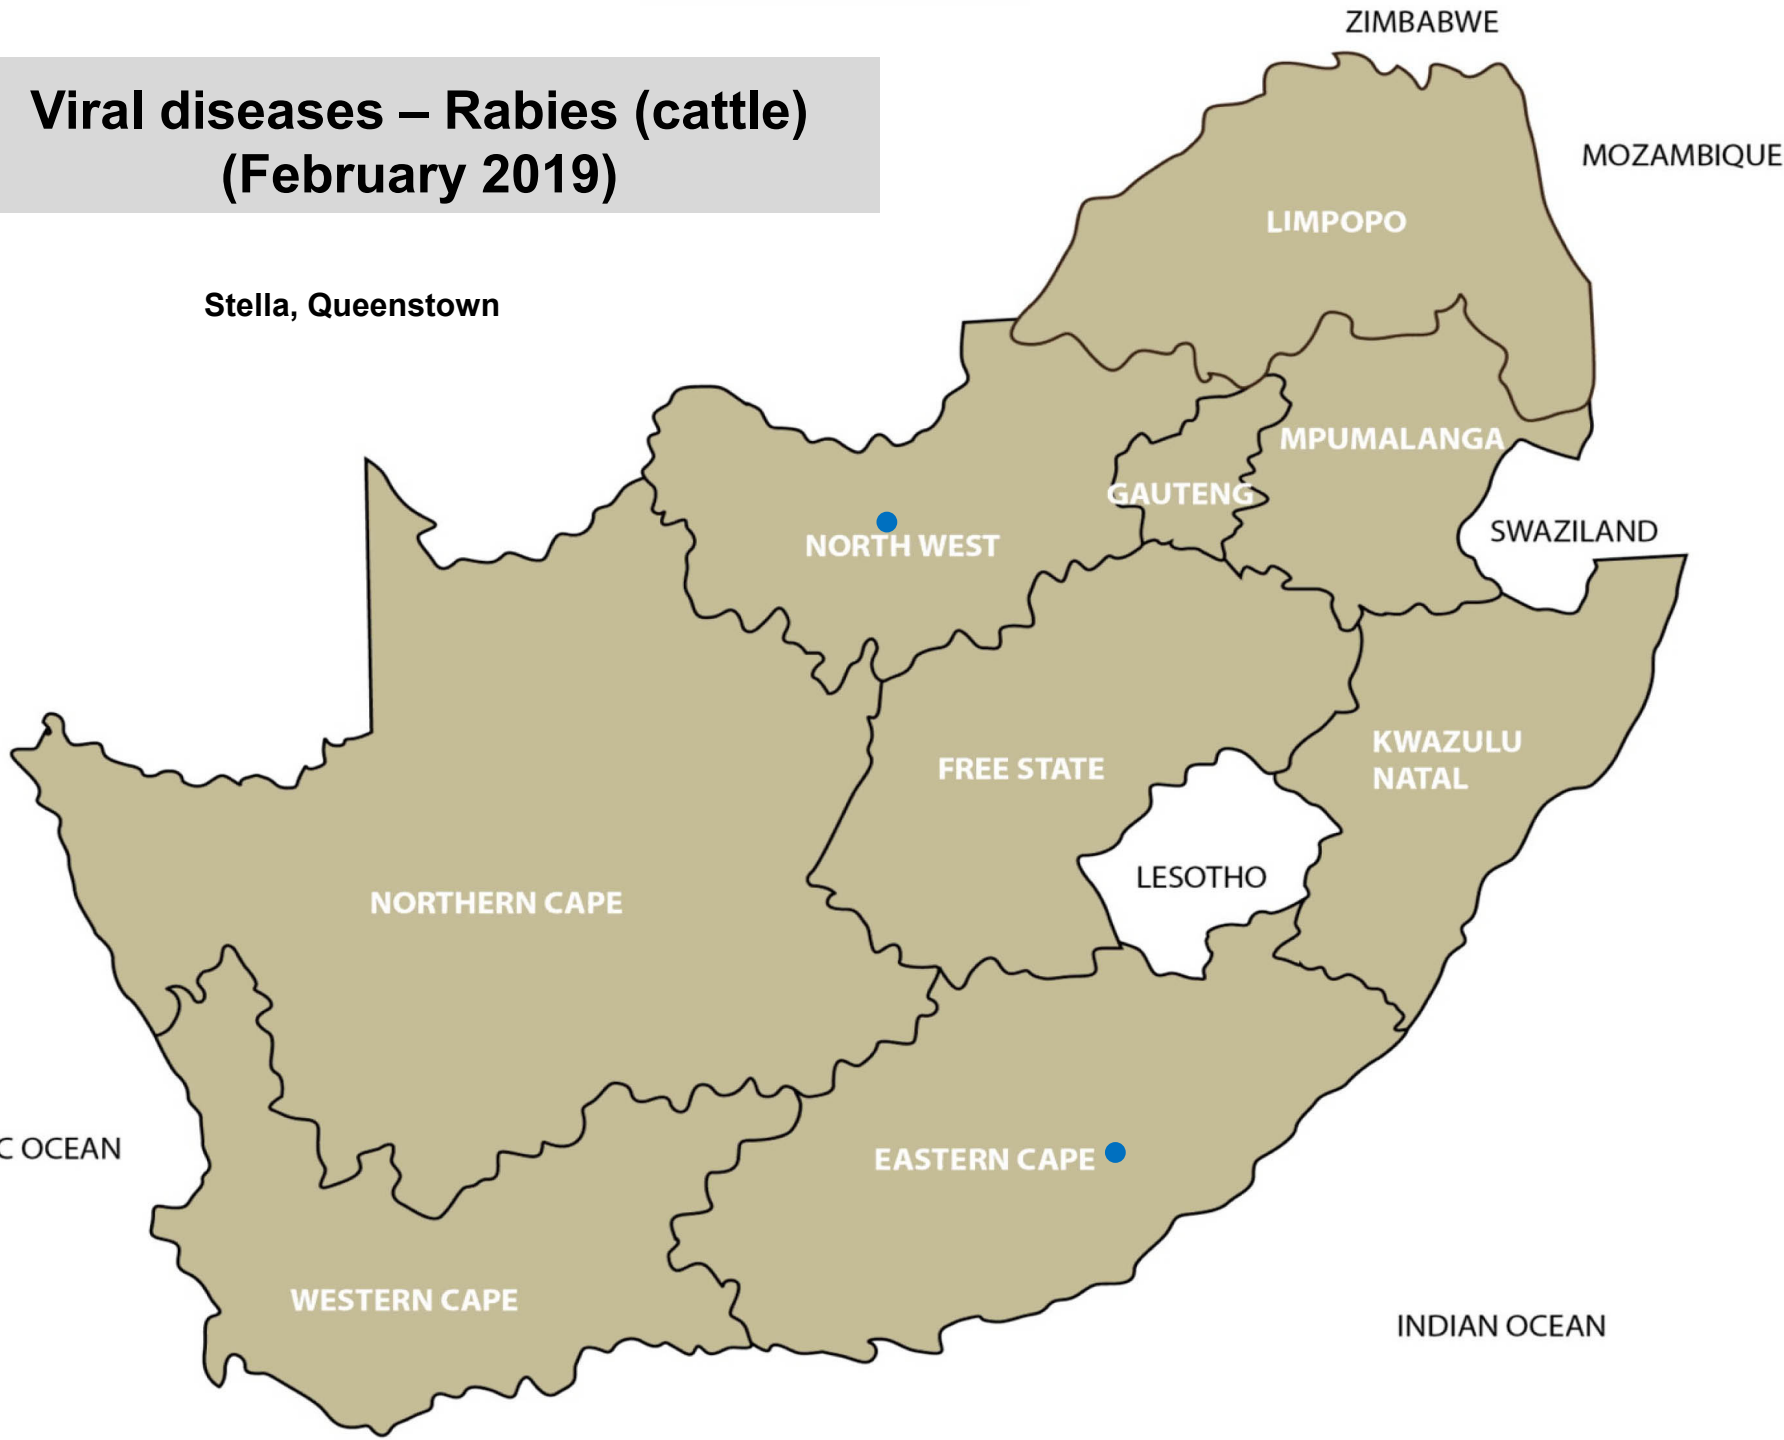 ZIMBABWE
Viral diseases – Rabies (cattle)
(February 2019)
MOZAMBIQUE
LIMPOPO
Stella, Queenstown
MPUMALANGA
GAUTENG
SWAZILAND
NORTH WEST
KWAZULU
NATAL
FREE STATE
LESOTHO
NORTHERN CAPE
C OCEAN
EASTERN CAPE
WESTERN CAPE
INDIAN OCEAN